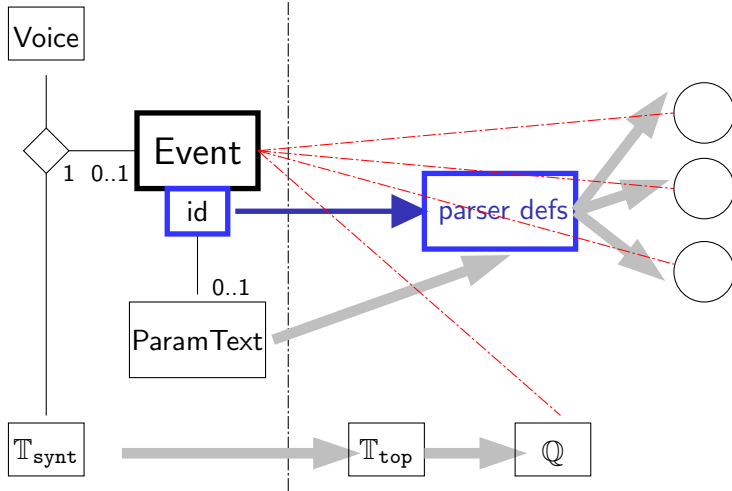 Voice
Event
1 0..1
id
parser defs
0..1
ParamText
𝕋synt
𝕋top
ℚ